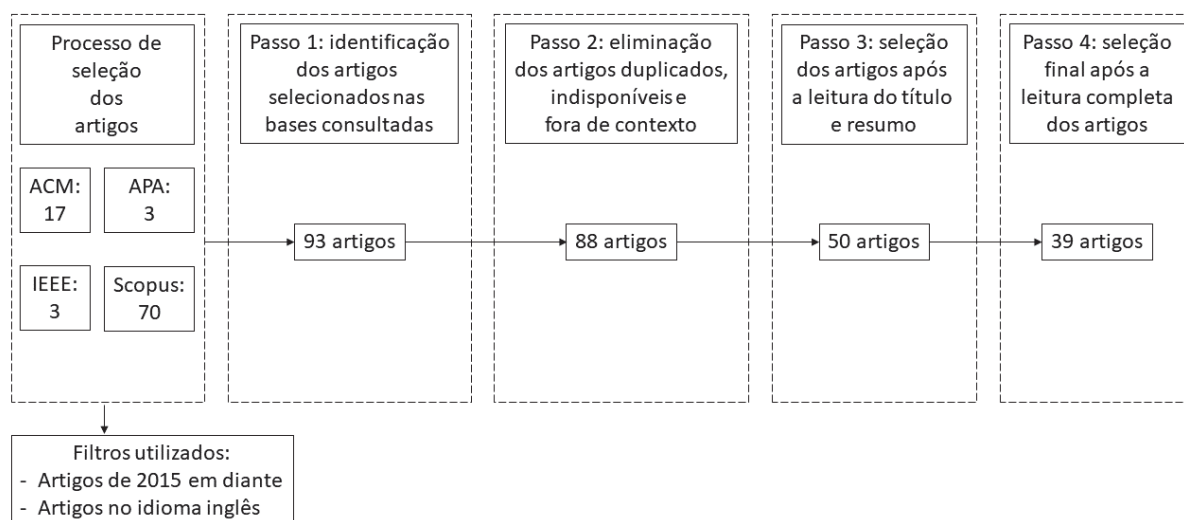 Processo de
seleção
dos
artigos
ACM:
17
APA:
3
IEEE:
3
Scopus:
70
Passo 1: identificação
dos artigos
selecionados nas
bases consultadas
93 artigos
Passo 2: eliminação
dos artigos duplicados,
indisponíveis e
fora de contexto
88 artigos
Passo 3: seleção
dos artigos após
a leitura do título
e resumo
50 artigos
Passo 4: seleção
final após a
leitura completa
dos artigos
39 artigos
Filtros utilizados:
- Artigos de 2015 em diante
- Artigos no idioma inglês